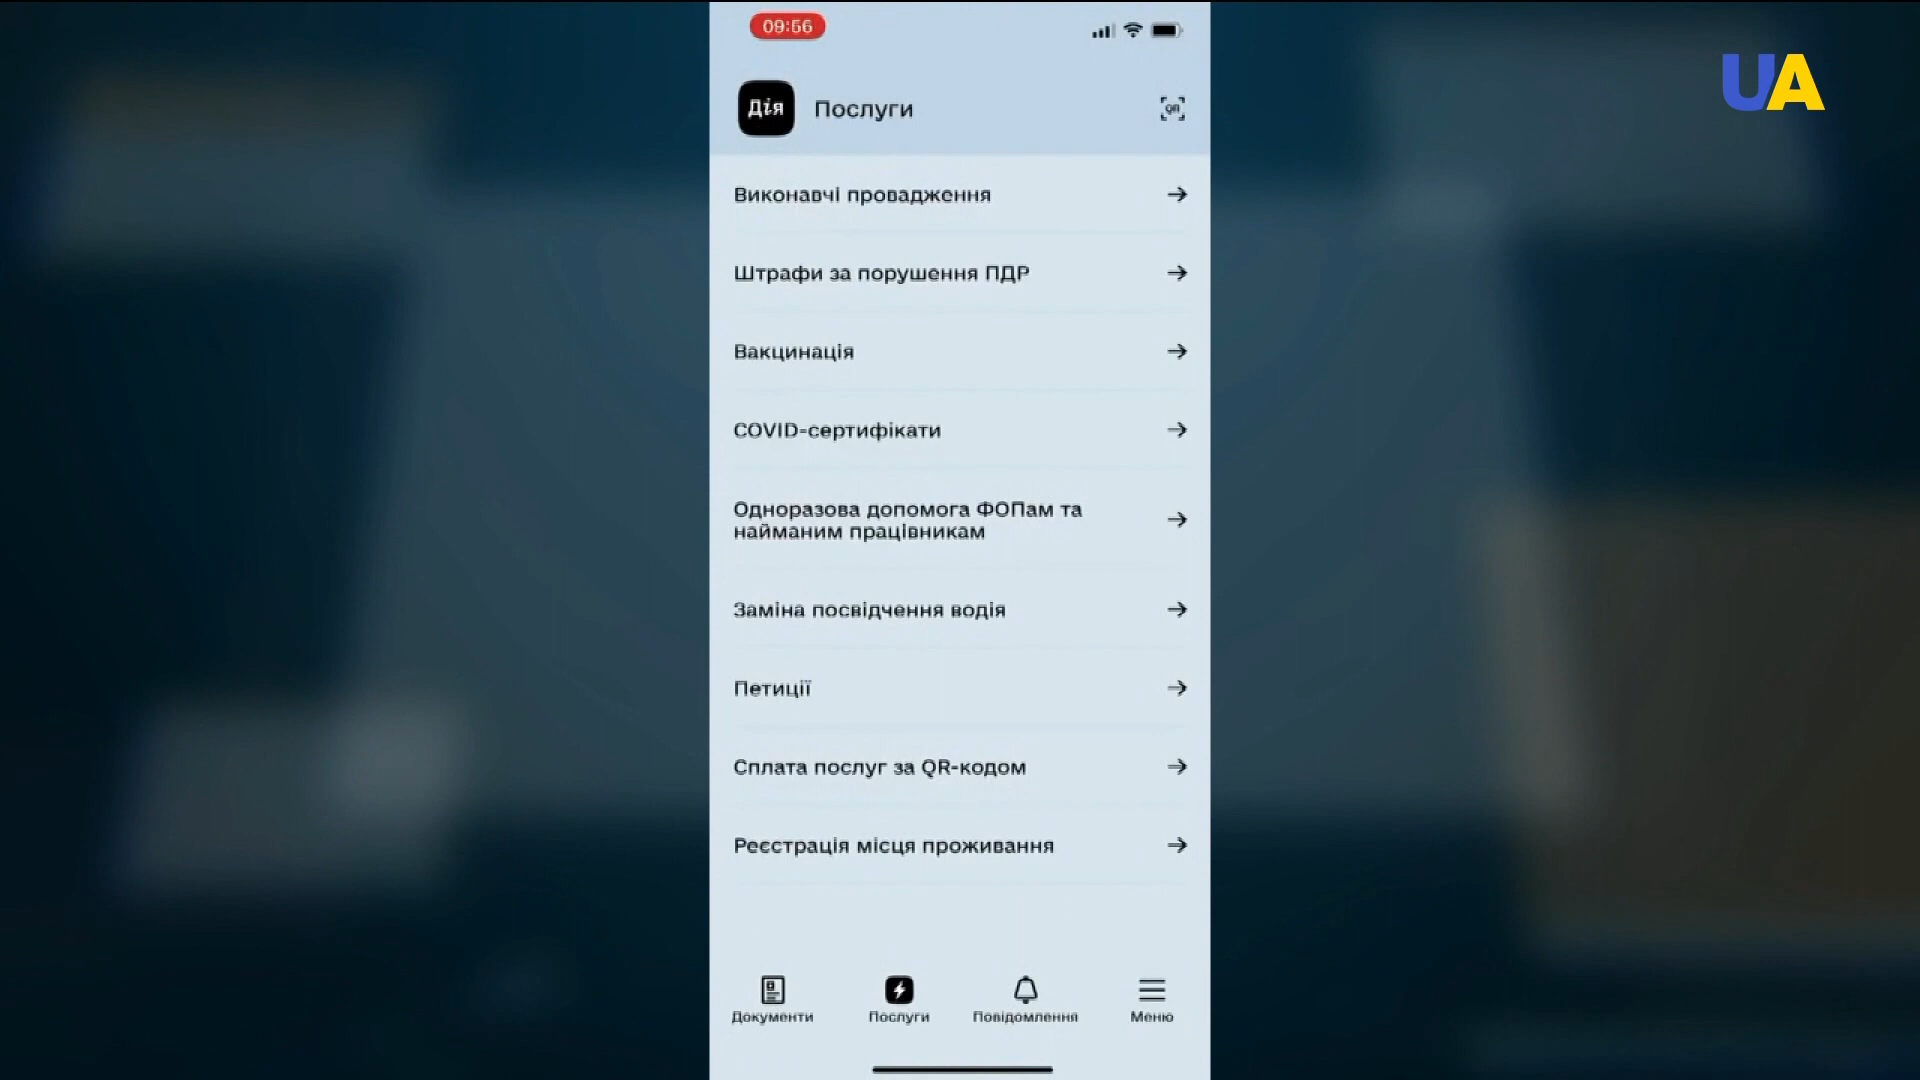 09:56
UA
Дія
Послуги
QR
Виконавчі провадження
Штрафи за порушення ПДР
Вакцинація
COVID-сертифікати
Одноразова допомога ФОПам та
найманим працівникам
Заміна посвідчення водія
Петиції
Сплата послуг за QR-кодом
Реєстрація місця проживання
Документи
Послуги
Повідомлення
Меню